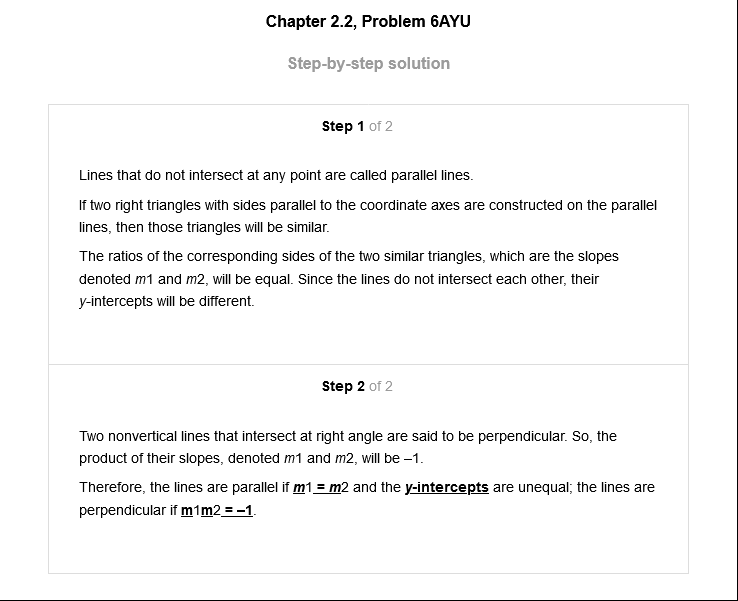 Chapter 2.2, Problem 6AYU
Step-by-step solution
Step 1 of 2
Lines that do not intersect at any point are called parallel lines.
If two right triangles with sides parallel to the coordinate axes are constructed on the parallel
lines, then those triangles will be similar.
The ratios of the corresponding sides of the two similar triangles, which are the slopes
denoted m1 and m2, will be equal. Since the lines do not intersect each other, their
y-intercepts will be different.
Step 2 of 2
Two nonvertical lines that intersect at right angle are said to be perpendicular. So, the
product of their slopes, denoted m1 and m2, will be –1.
Therefore, the lines are parallel if m1 = m2 and the y-intercepts are unequal; the lines are
perpendicular if m1m2 = –1.